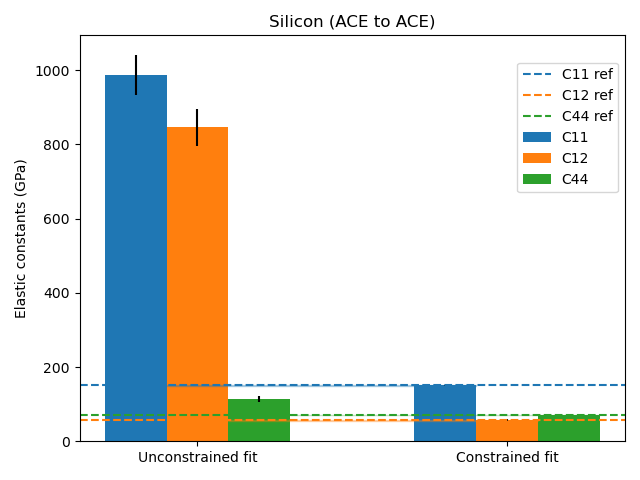 Silicon (ACE to ACE)
Elastic constants (GPa)
1000
800
600
400
200
0
C11 ref
C12 ref
C44 ref
C11
C12
C44
Unconstrained fit
Constrained fit